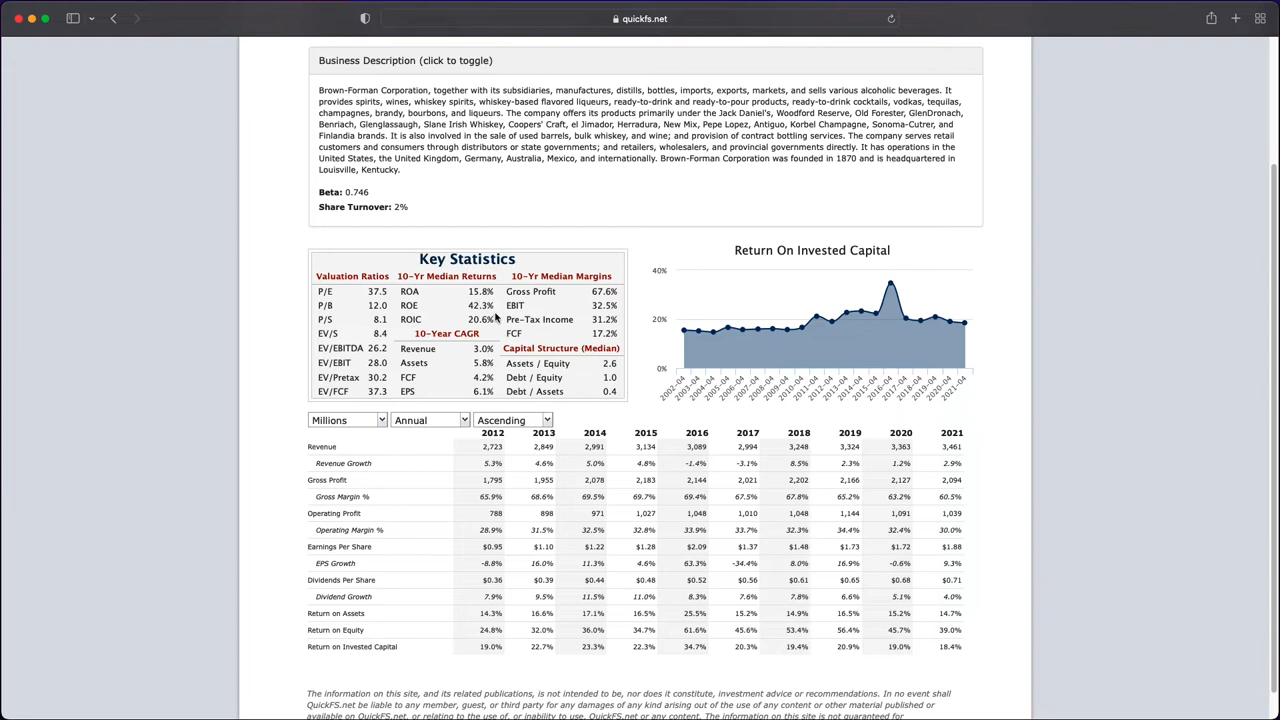 quickfs.net
Business Description (click to toggle)
Brown-Forman Corporation, together with its subsidiaries, manufactures, distills, bottles, imports, exports, markets, and sells various alcoholic beverages. It
provides spirits, wines, whiskey spirits, whiskey-based flavored liqueurs, ready-to-drink and ready-to-pour products, ready-to-drink cocktails, vodkas, tequilas,
champagnes, brandy, bourbons, and liqueurs. The company offers its products primarily under the Jack Daniel's, Woodford Reserve, Old Forester, GlenDronach,
Benriach, Glenglassaugh, Slane Irish Whiskey, Coopers' Craft, el Jimador, Herradura, New Mix, Pepe Lopez, Antiguo, Korbel Champagne, Sonoma-Cutrer, and
Finlandia brands. It is also involved in the sale of used barrels, bulk whiskey, and wine; and provision of contract bottling services. The company serves retail
customers and consumers through distributors or state governments; and retailers, wholesalers, and provincial governments directly. It has operations in the
United States, the United Kingdom, Germany, Australia, Mexico, and internationally. Brown-Forman Corporation was founded in 1870 and is headquartered in
Louisville, Kentucky.
Beta: 0.746
Share Turnover: 2%
Key Statistics
Valuation Ratios 10-Yr Median Returns 10-Yr Median Margins
P/E 37.5 ROA 15.8% Gross Profit 67.6%
P/B 12.0 ROE 42.3% EBIT 32.5%
P/S 8.1 ROIC 20.6% Pre-Tax Income 31.2%
EV/S 8.4 10-Year CAGR FCF 17.2%
EV/EBITDA 26.2 Revenue 3.0% Capital Structure (Median)
EV/EBIT 28.0 Assets 5.8% Assets / Equity 2.6
EV/Pretax 30.2 FCF 4.2% Debt / Equity 1.0
EV/FCF 37.3 EPS 6.1% Debt / Assets 0.4
Return On Invested Capital
40%
20%
0%
2002-04 2003-04 2004-04 2005-04 2006-04 2007-04 2008-04 2009-04 2010-04 2011-04 2012-04 2013-04 2014-04 2015-04 2016-04 2017-04 2018-04 2019-04 2020-04 2021-04
Millions Annual Ascending
2012 2013 2014 2015 2016 2017 2018 2019 2020 2021
Revenue 2,723 2,849 2,991 3,134 3,089 2,994 3,248 3,324 3,363 3,461
Revenue Growth 5.3% 4.6% 5.0% 4.8% -1.4% -3.1% 8.5% 2.3% 1.2% 2.9%
Gross Profit 1,795 1,955 2,078 2,183 2,144 2,021 2,202 2,166 2,127 2,094
Gross Margin % 65.9% 68.6% 69.5% 69.7% 69.4% 67.5% 67.8% 65.2% 63.2% 60.5%
Operating Profit 788 898 971 1,027 1,048 1,010 1,048 1,144 1,091 1,039
Operating Margin % 28.9% 31.5% 32.5% 32.8% 33.9% 33.7% 32.3% 34.4% 32.4% 30.0%
Earnings Per Share $0.95 $1.10 $1.22 $1.28 $2.09 $1.37 $1.48 $1.73 $1.72 $1.88
EPS Growth -8.8% 16.0% 11.3% 4.6% 63.3% -34.4% 8.0% 16.9% -0.6% 9.3%
Dividends Per Share $0.36 $0.39 $0.44 $0.48 $0.52 $0.56 $0.61 $0.65 $0.68 $0.71
Dividend Growth 7.9% 9.5% 11.5% 11.0% 8.3% 7.6% 7.8% 6.6% 5.1% 4.0%
Return on Assets 14.3% 16.6% 17.1% 16.5% 25.5% 15.2% 14.9% 16.5% 15.2% 14.7%
Return on Equity 24.8% 32.0% 36.0% 34.7% 61.6% 45.6% 53.4% 56.4% 45.7% 39.0%
Return on Invested Capital 19.0% 22.7% 23.3% 22.3% 34.7% 20.3% 19.4% 20.9% 19.0% 18.4%
The information on this site, and its related publications, is not intended to be, nor does it constitute, investment advice or recommendations. In no event shall
QuickFS.net be liable to any member, guest, or third party for any damages of any kind arising out of the use of any content or other material published or
available on QuickFS.net, or relating to the use of, or inability to use, QuickFS.net or any content. The information on this site is not guaranteed for